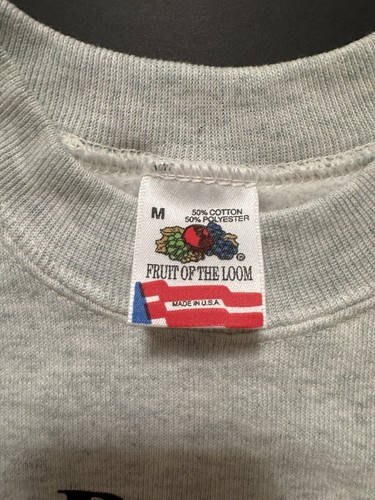 M
50% COTTON
50% POLYESTER
®
FRUIT OF THE LOOM
MADE IN U.S.A.